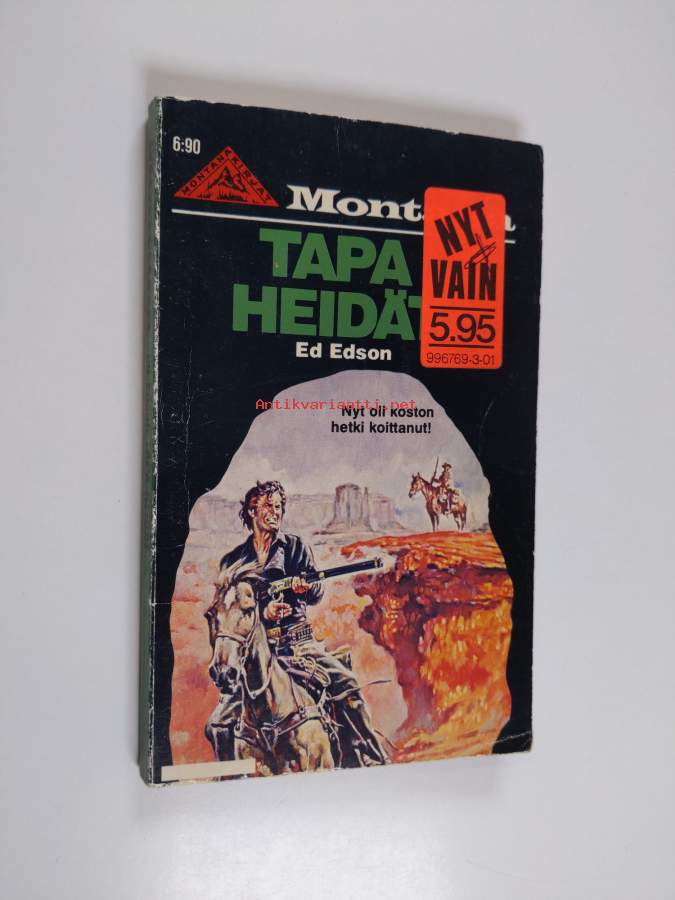 6:90
MONTANA KIRJAT
Mont
TAPA
HEIDÄT
Ed Edson
NYT
VAIN
5.95
996769-3-01
Antikvariaatti.net
Nyt oli koston
hetki koittanut!